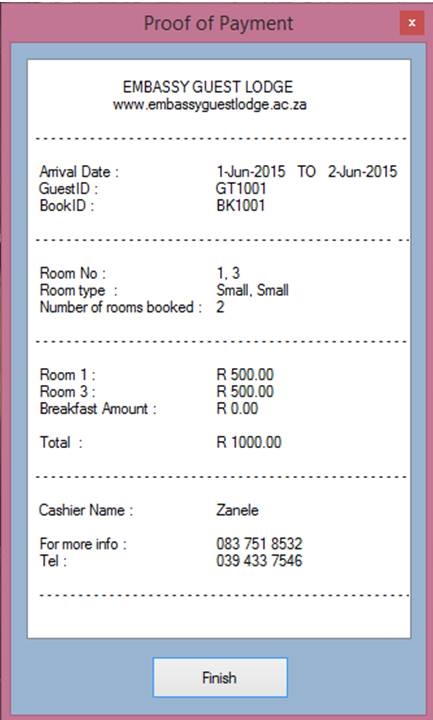 Proof of Payment
x
EMBASSY GUEST LODGE
www.embassyguestlodge.ac.za
Arrival Date : 1-Jun-2015 TO 2-Jun-2015
GuestID : GT1001
BookID : BK1001
Room No : 1, 3
Room type : Small, Small
Number of rooms booked : 2
Room 1 : R 500.00
Room 3 : R 500.00
Breakfast Amount : R 0.00
Total : R 1000.00
Cashier Name : Zanele
For more info : 083 751 8532
Tel : 039 433 7546
Finish